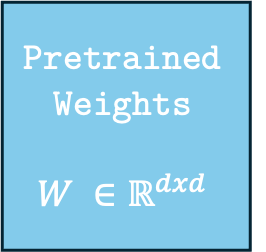 Pretrained
Weights
W ∈ ℝ^{dxd}